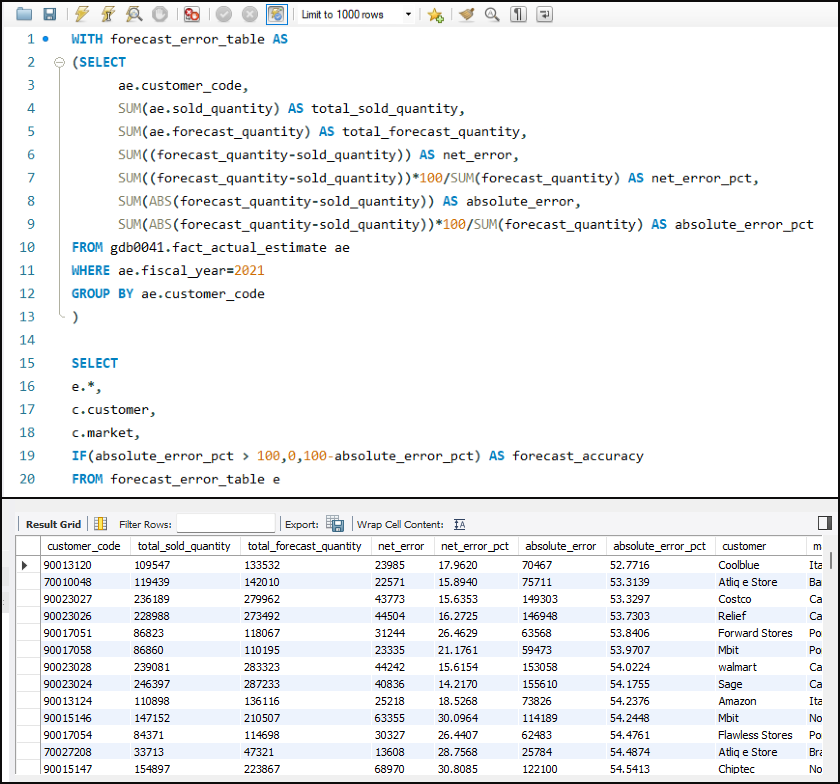 Limit to 1000 rows
1 WITH forecast_error_table AS
2 (SELECT
3 ae.customer_code,
4 SUM(ae.sold_quantity) AS total_sold_quantity,
5 SUM(ae.forecast_quantity) AS total_forecast_quantity,
6 SUM((forecast_quantity-sold_quantity)) AS net_error,
7 SUM((forecast_quantity-sold_quantity))*100/SUM(forecast_quantity) AS net_error_pct,
8 SUM(ABS(forecast_quantity-sold_quantity)) AS absolute_error,
9 SUM(ABS(forecast_quantity-sold_quantity))*100/SUM(forecast_quantity) AS absolute_error_pct
10 FROM gdb0041.fact_actual_estimate ae
11 WHERE ae.fiscal_year=2021
12 GROUP BY ae.customer_code
13 )
14
15 SELECT
16 e.*,
17 c.customer,
18 c.market,
19 IF(absolute_error_pct > 100,0,100-absolute_error_pct) AS forecast_accuracy
20 FROM forecast_error_table e
Result Grid Filter Rows: Export: Wrap Cell Content:
customer_code total_sold_quantity total_forecast_quantity net_error net_error_pct absolute_error absolute_error_pct customer m
90013120 109547 133532 23985 17.9620 70467 52.7716 Coolblue Ita
70010048 119439 142010 22571 15.8940 75711 53.3139 Atliq e Store Ba
90023027 236189 279962 43773 15.6353 149303 53.3297 Costco Ca
90023026 228988 273492 44504 16.2725 146948 53.7303 Relief Ca
90017051 86823 118067 31244 26.4629 63568 53.8406 Forward Stores Po
90017058 86860 110195 23335 21.1761 59473 53.9707 Mbit Po
90023028 239081 283323 44242 15.6154 153058 54.0224 walmart Ca
90023024 246397 287233 40836 14.2170 155610 54.1755 Sage Ca
90013124 110898 136116 25218 18.5268 73826 54.2376 Amazon Ita
90015146 147152 210507 63355 30.0964 114189 54.2448 Mbit No
90017054 84371 114698 30327 26.4407 62483 54.4761 Flawless Stores Po
70027208 33713 47321 13608 28.7568 25784 54.4874 Atliq e Store Bra
90015147 154897 223867 68970 30.8085 122100 54.5413 Chiptec No